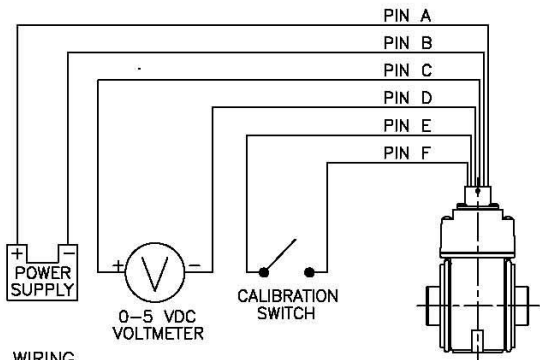 PIN A
PIN B
PIN C
PIN D
PIN E
PIN F
+ −
POWER
SUPPLY
+ V −
0–5 VDC
VOLTMETER
CALIBRATION
SWITCH
WIRING